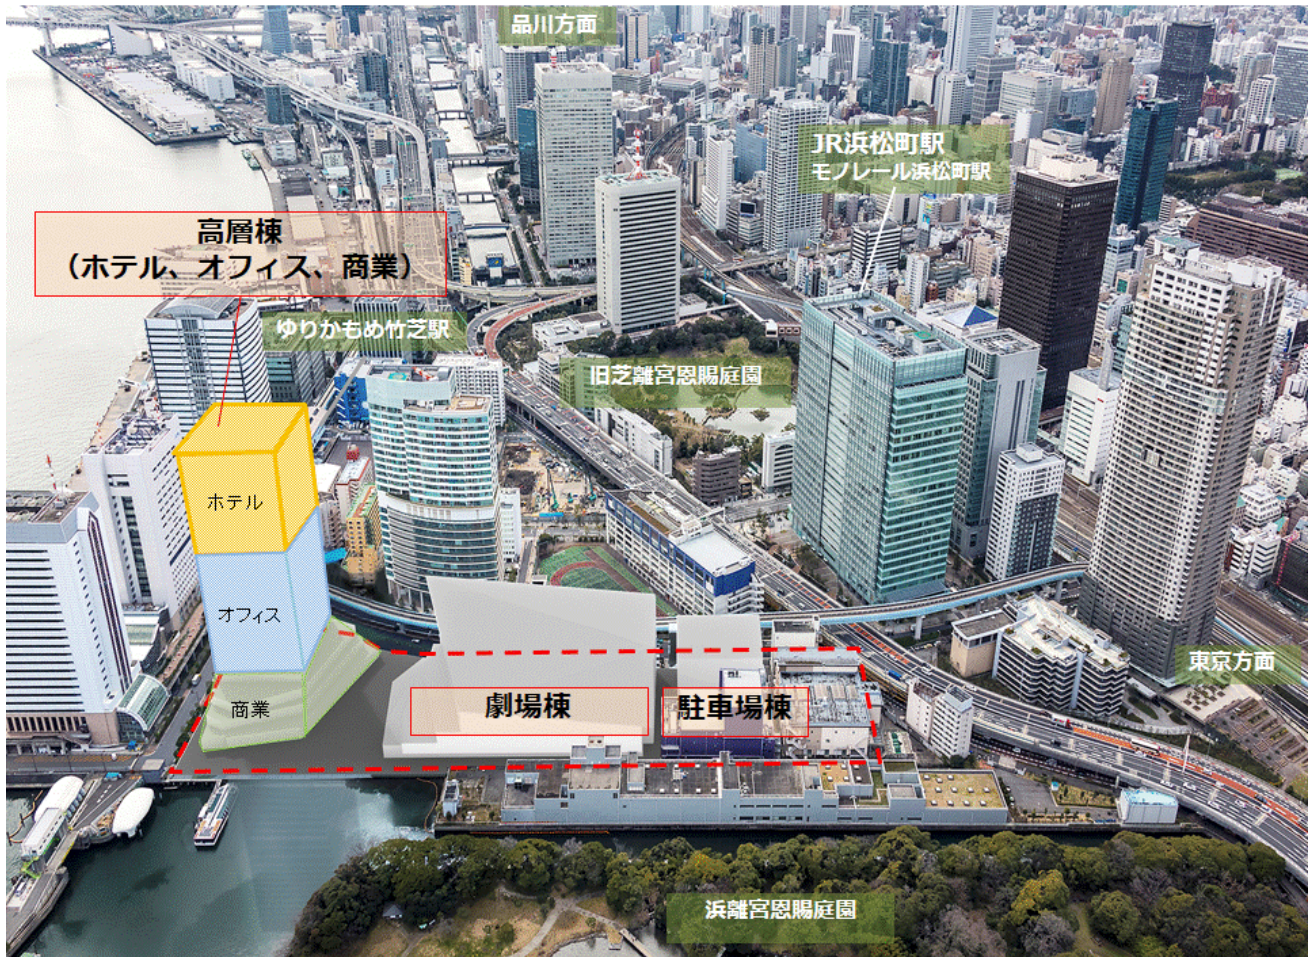 品川方面
JR浜松町駅
モノレール浜松町駅
高層棟
（ホテル、オフィス、商業）
ゆりかもめ竹芝駅
旧芝離宮恩賜庭園
ホテル
オフィス
商業
劇場棟
駐車場棟
東京方面
浜離宮恩賜庭園